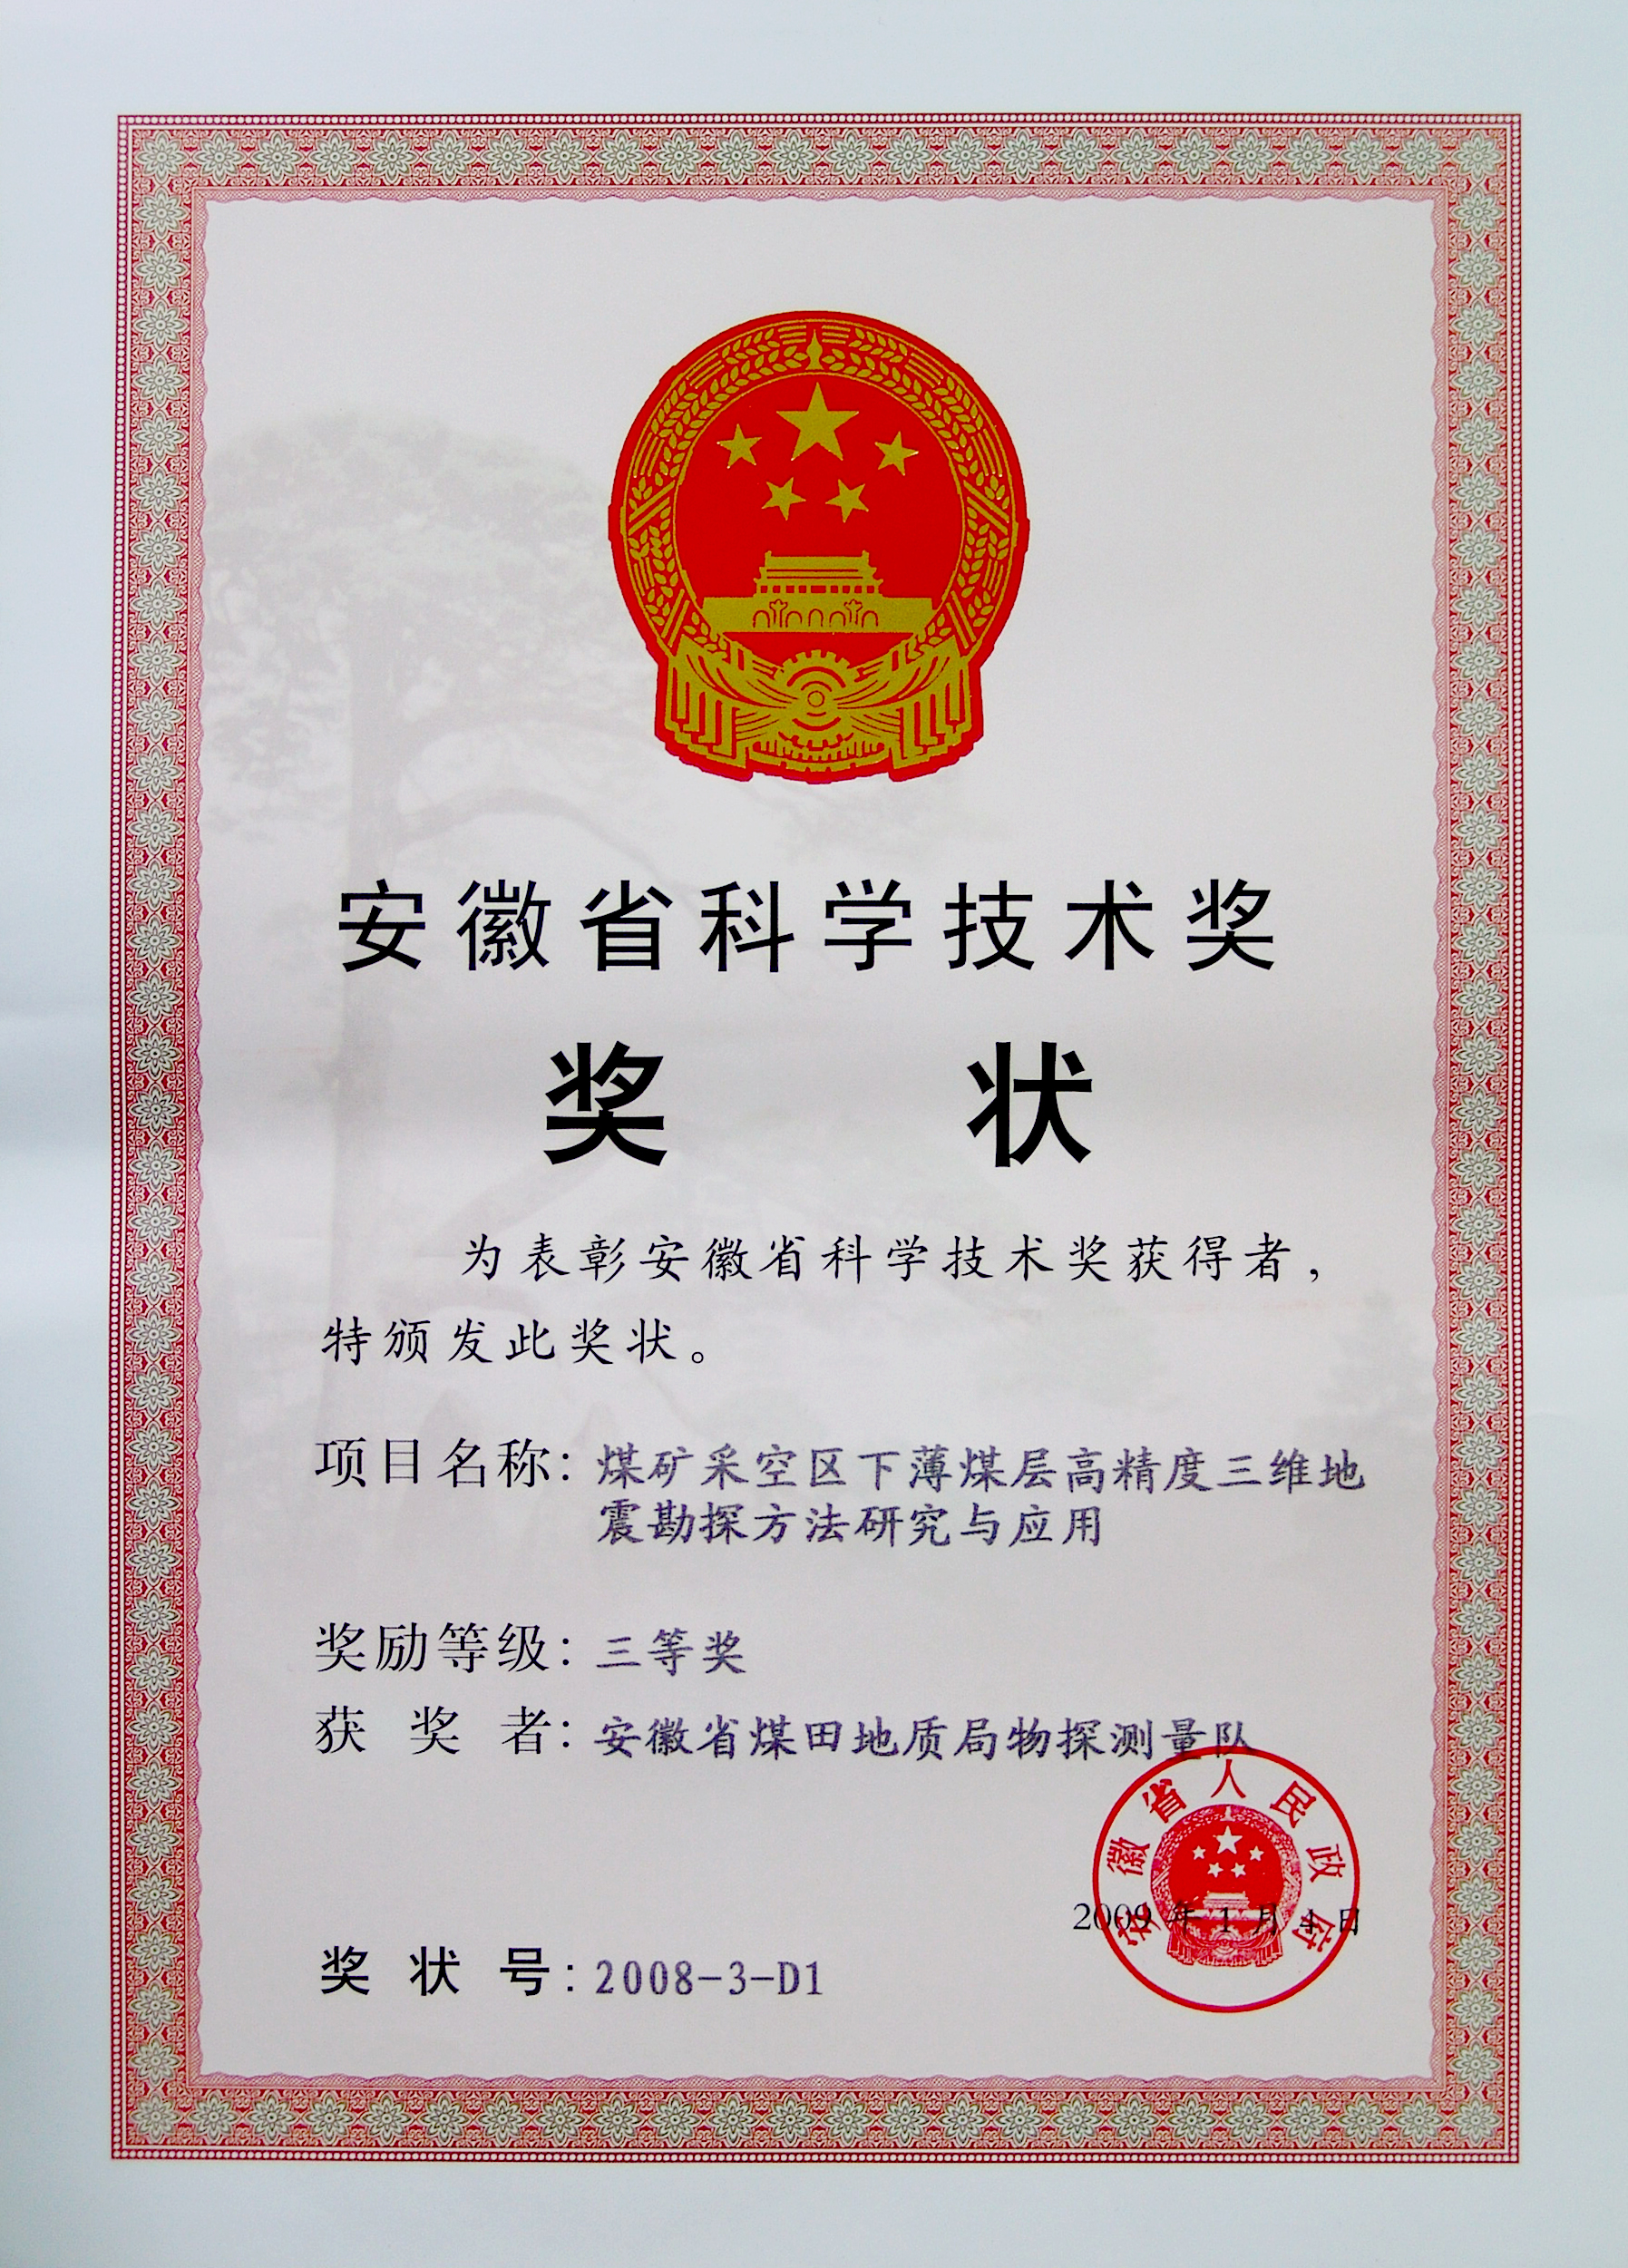 安徽省科学技术奖
奖 状
为表彰安徽省科学技术奖获得者，
特颁发此奖状。
项目名称：煤矿采空区下薄煤层高精度三维地
震勘探方法研究与应用
奖励等级：三等奖
获 奖 者：安徽省煤田地质局物探测量队
安徽省人民政府
2009 年 1 月 4 日
奖 状 号：2008-3-D1